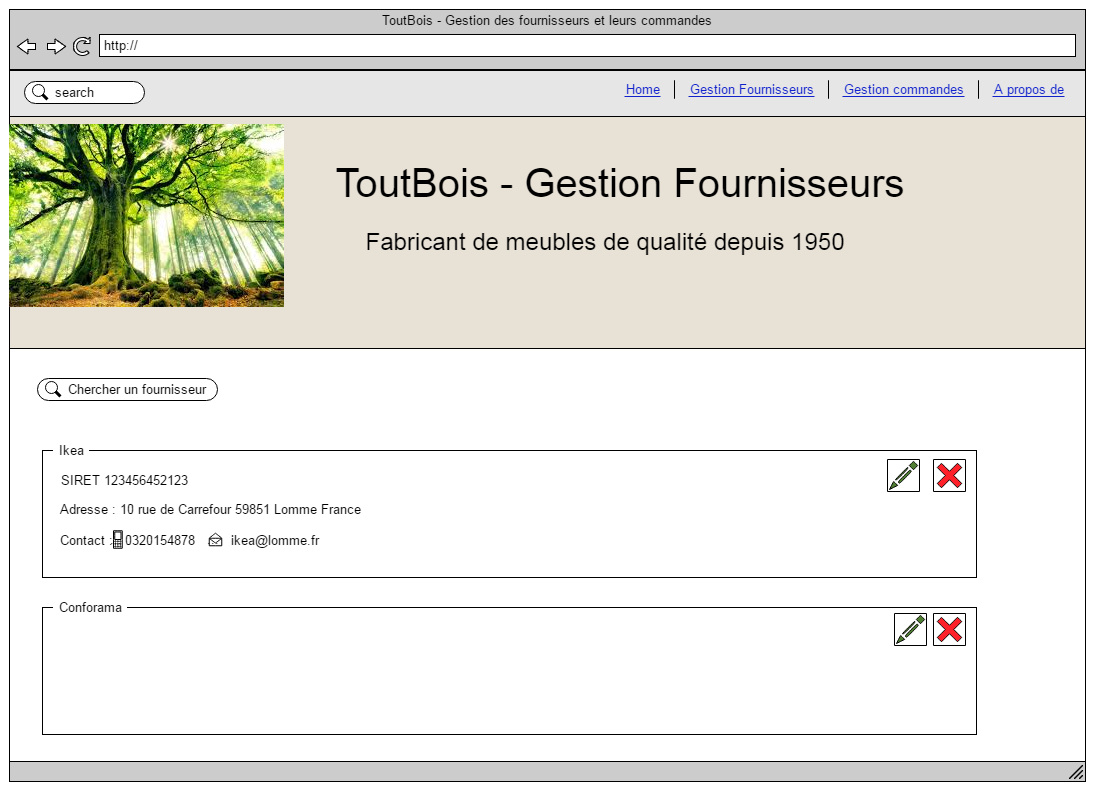 ToutBois - Gestion des fournisseurs et leurs commandes
http://
search
Home
Gestion Fournisseurs
Gestion commandes
A propos de
ToutBois - Gestion Fournisseurs
Fabricant de meubles de qualité depuis 1950
Chercher un fournisseur
Ikea
SIRET 123456452123
Adresse : 10 rue de Carrefour 59851 Lomme France
Contact : 0320154878 ikea@lomme.fr
Conforama